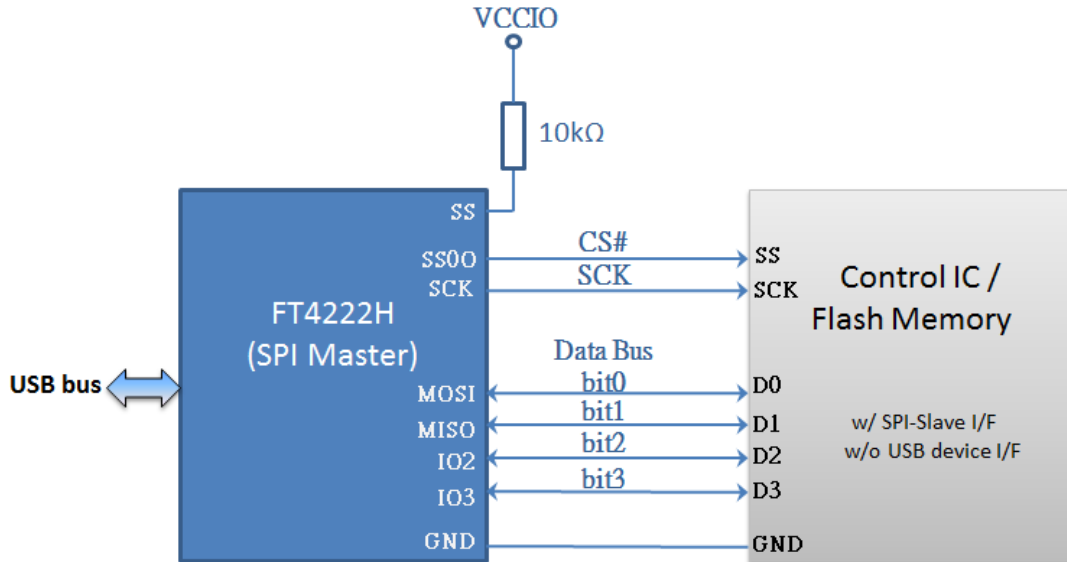 VCCIO
10kΩ
SS
SS0O
CS#
SS
SCK
SCK
SCK
FT4222H
(SPI Master)
Control IC /
Flash Memory
USB bus
Data Bus
MOSI
bit0
D0
MISO
bit1
D1
IO2
bit2
D2
IO3
bit3
D3
w/ SPI-Slave I/F
w/o USB device I/F
GND
GND